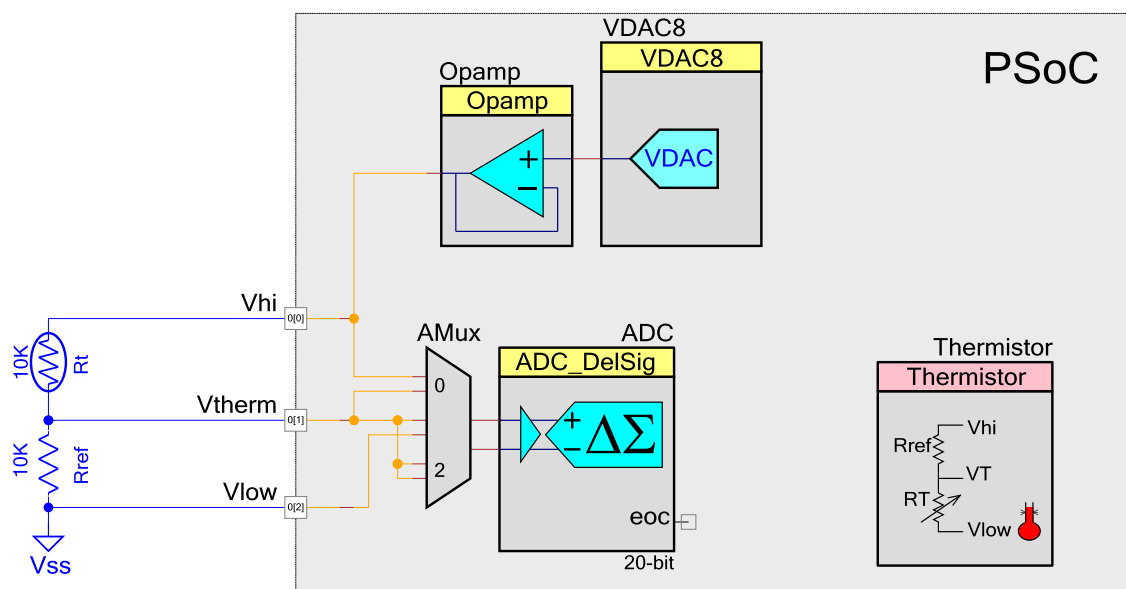 VDAC8
VDAC8
PSoC
Opamp
Opamp
+
−
VDAC
Vhi
0[0]
10K
Rt
AMux
ADC
ADC_DelSig
0
+
−
ΔΣ
2
eoc
20-bit
Vtherm
0[1]
10K
Rref
Vlow
0[2]
Vss
Thermistor
Thermistor
Vhi
Rref
VT
RT
Vlow